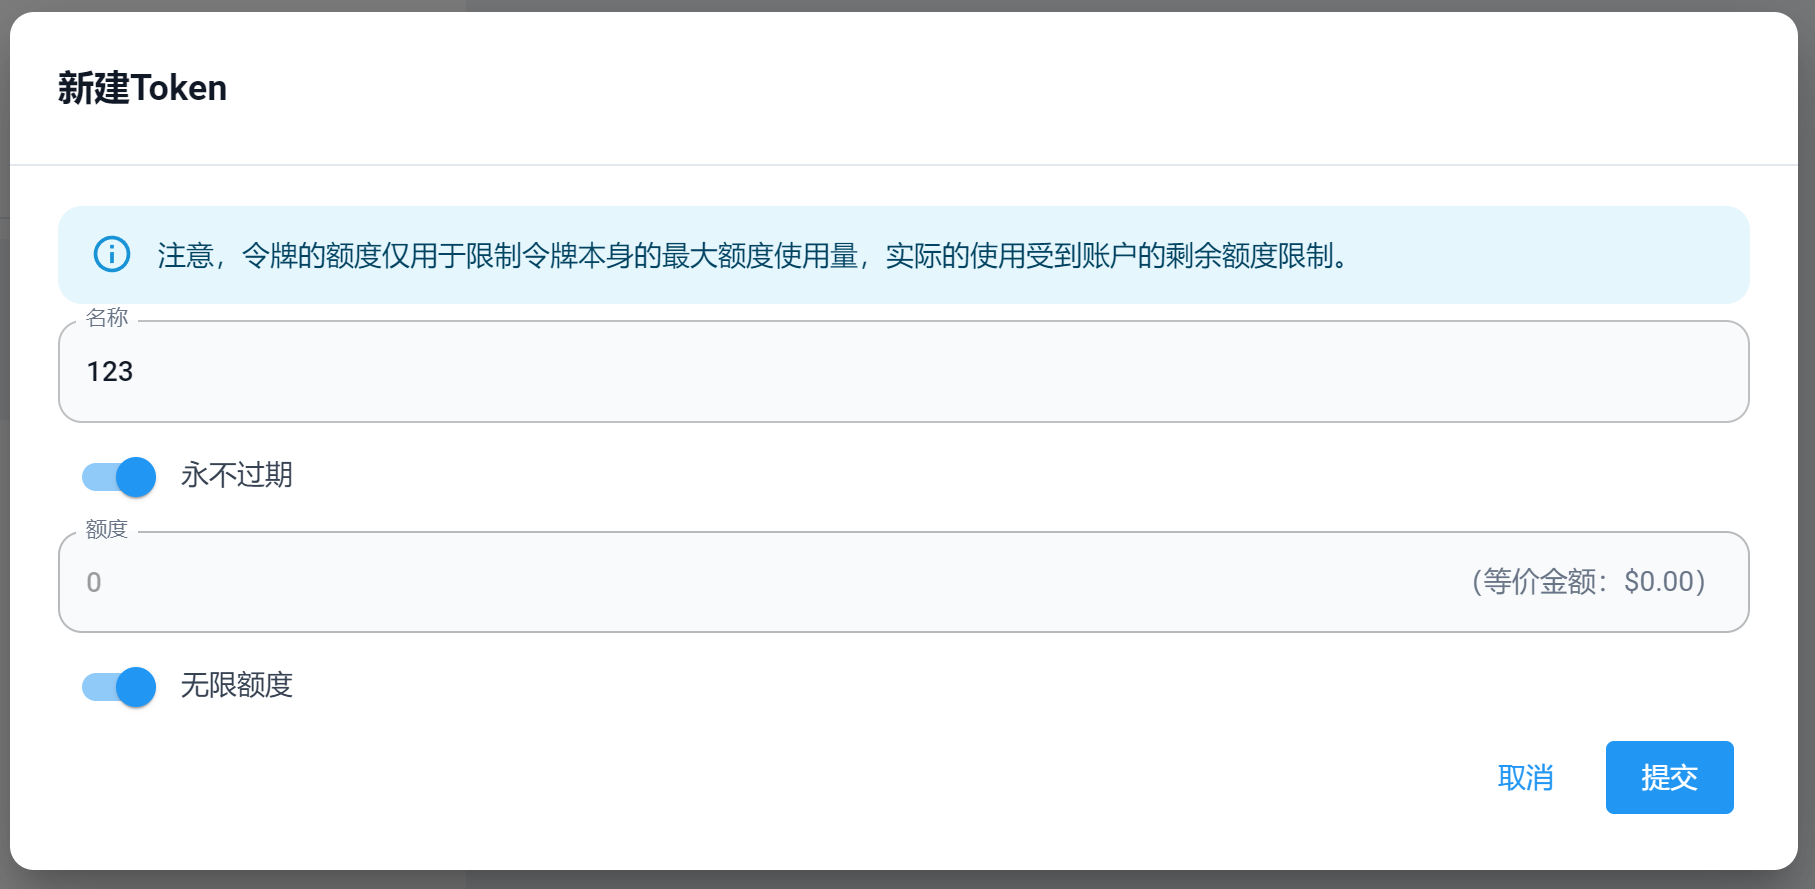 新建Token
注意，令牌的额度仅用于限制令牌本身的最大额度使用量，实际的使用受到账户的剩余额度限制。
名称
123
永不过期
额度
0 (等价金额：$0.00)
无限额度
取消 提交